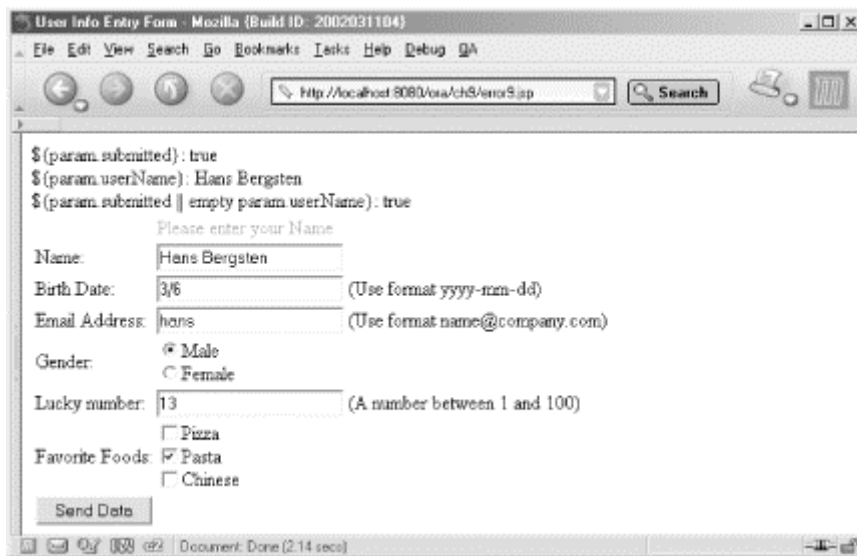 User Info Entry Form - Mozilla {Build ID: 2002031104}
File Edit View Search Go Bookmarks Tasks Help Debug QA
http://localhost:8080/ora/ch9/error9.jsp Search
${param.submitted}: true
${param.userName}: Hans Bergsten
${param.submitted || empty param.userName}: true
Please enter your Name
Name: Hans Bergsten
Birth Date: 3/6 (Use format yyyy-mm-dd)
Email Address: hans (Use format name@company.com)
Gender: Male
Female
Lucky number: 13 (A number between 1 and 100)
Pizza
Favorite Foods: Pasta
Chinese
Send Data
Document: Done (2.14 secs)